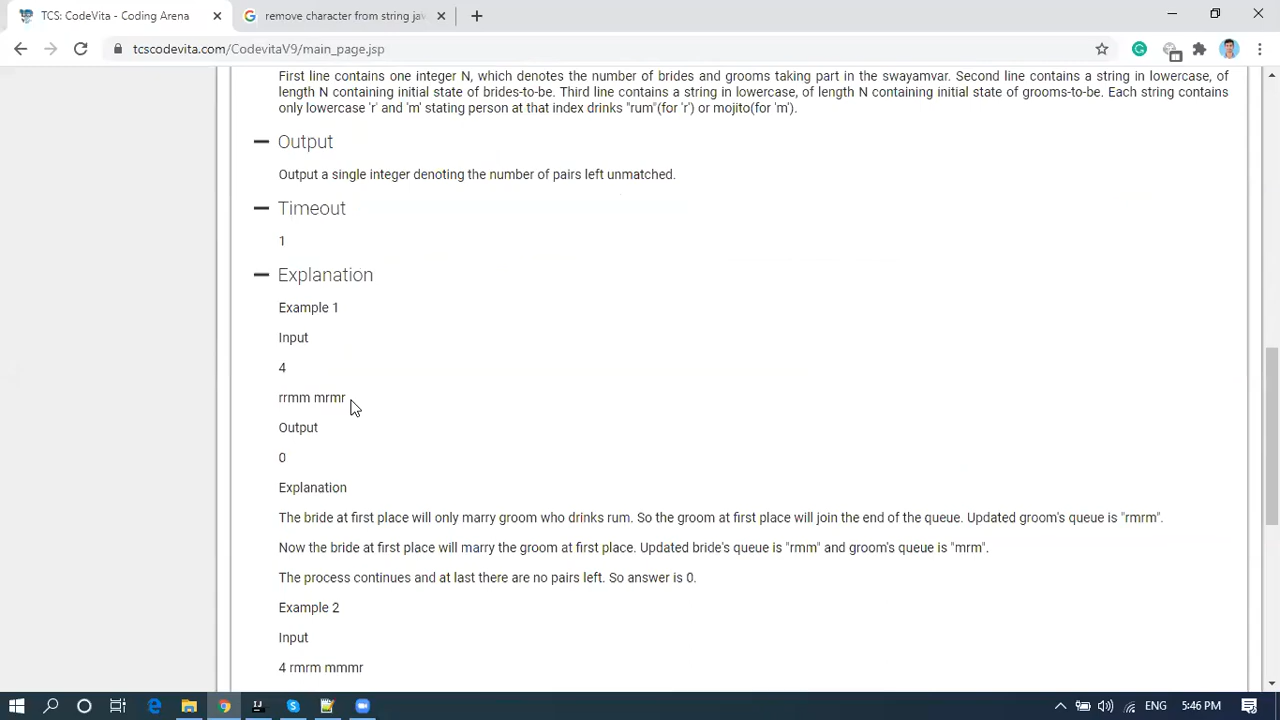 TCS: CodeVita - Coding Arena
remove character from string jav
tcscodevita.com/CodevitaV9/main_page.jsp
First line contains one integer N, which denotes the number of brides and grooms taking part in the swayamvar. Second line contains a string in lowercase, of
length N containing initial state of brides-to-be. Third line contains a string in lowercase, of length N containing initial state of grooms-to-be. Each string contains
only lowercase 'r' and 'm' stating person at that index drinks "rum"(for 'r') or mojito(for 'm').
Output
Output a single integer denoting the number of pairs left unmatched.
Timeout
1
Explanation
Example 1
Input
4
rrmm mrmr
Output
0
Explanation
The bride at first place will only marry groom who drinks rum. So the groom at first place will join the end of the queue. Updated groom's queue is "rmrm".
Now the bride at first place will marry the groom at first place. Updated bride's queue is "rmm" and groom's queue is "mrm".
The process continues and at last there are no pairs left. So answer is 0.
Example 2
Input
4 rmrm mmmr
ENG
5:46 PM